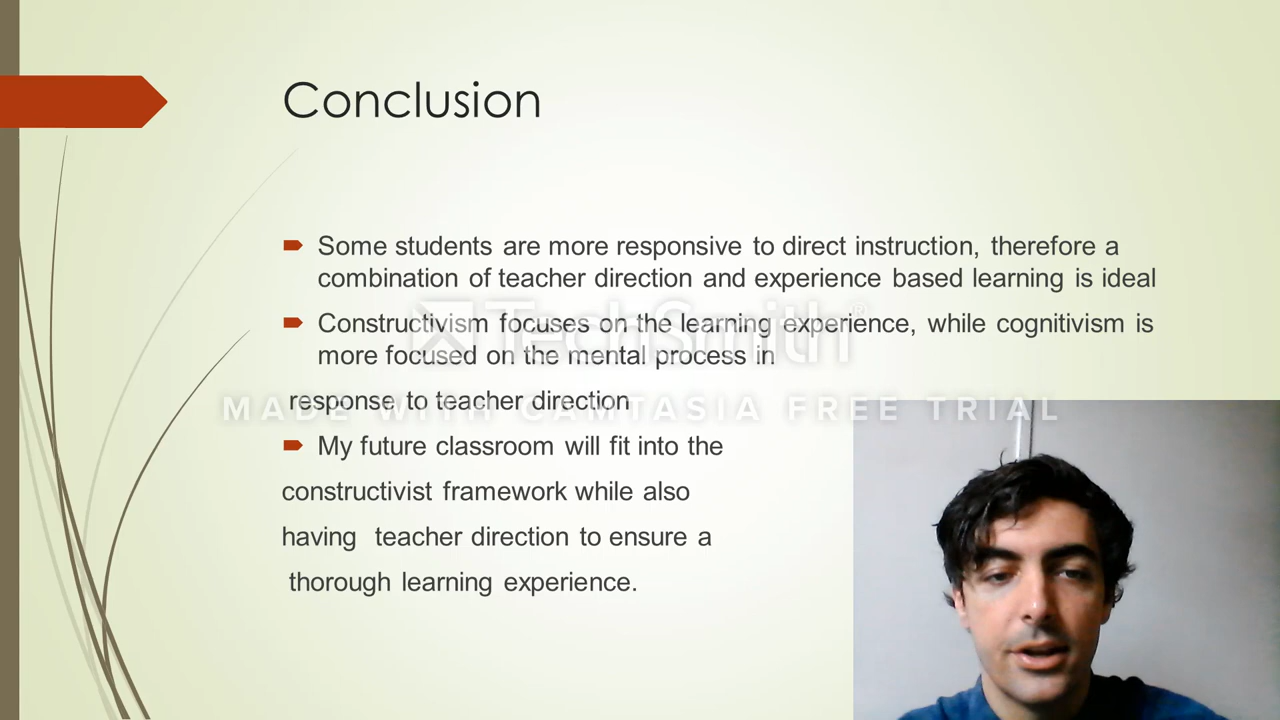 Conclusion
Some students are more responsive to direct instruction, therefore a
combination of teacher direction and experience based learning is ideal
Constructivism focuses on the learning experience, while cognitivism is
more focused on the mental process in
response to teacher direction
My future classroom will fit into the
constructivist framework while also
having teacher direction to ensure a
thorough learning experience.
TechSmith®
MADE WITH CAMTASIA FREE TRIAL